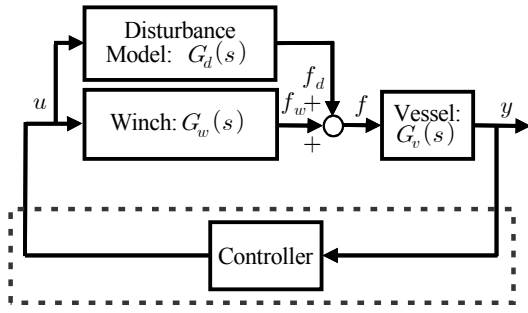 Disturbance
Model: G_d(s)
f_d
u
f_w
+
f
Vessel:
G_v(s)
y
Winch: G_w(s)
+
Controller